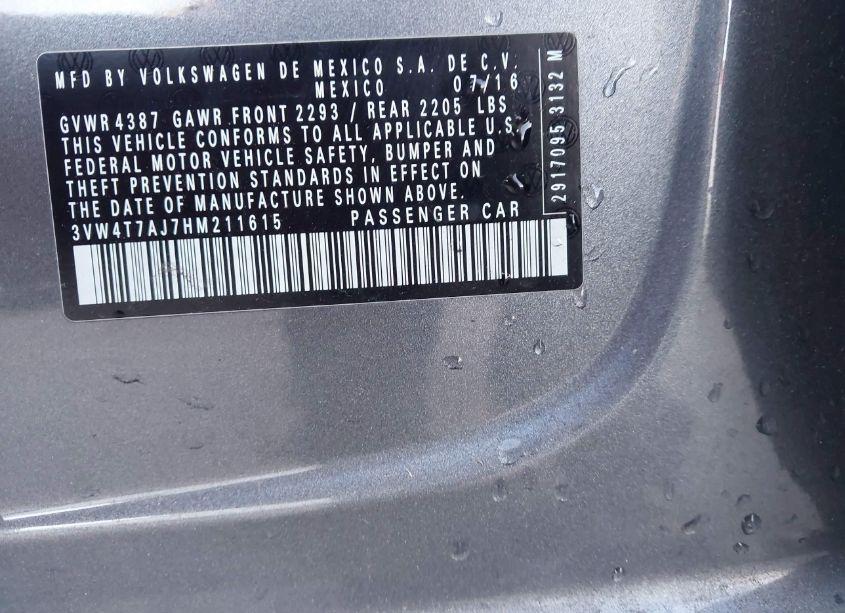 MFD BY VOLKSWAGEN DE MEXICO S.A. DE C.V.
MEXICO 07/16
GVWR 4387 GAWR FRONT 2293 / REAR 2205 LBS
THIS VEHICLE CONFORMS TO ALL APPLICABLE U.S.
FEDERAL MOTOR VEHICLE SAFETY, BUMPER AND
THEFT PREVENTION STANDARDS IN EFFECT ON
THE DATE OF MANUFACTURE SHOWN ABOVE.
3VW4T7AJ7HM211615 PASSENGER CAR
2917095 3132 M